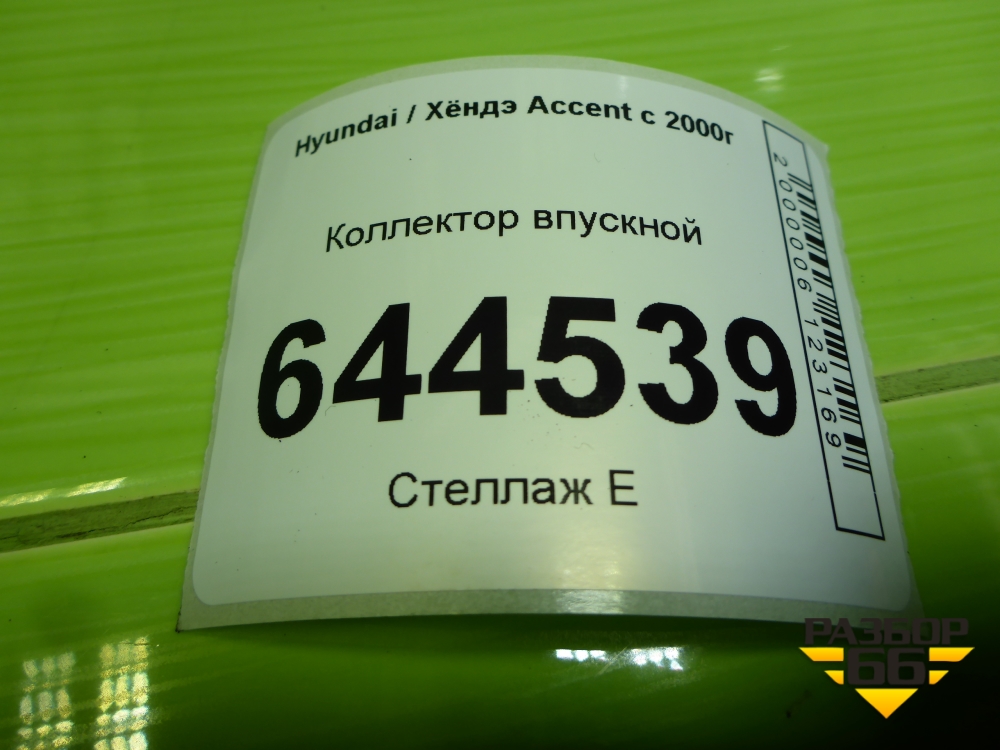 Hyundai / Хёндэ Accent с 2000г
Коллектор впускной
644539
Стеллаж Е
2000006123169
РАЗБОР
66